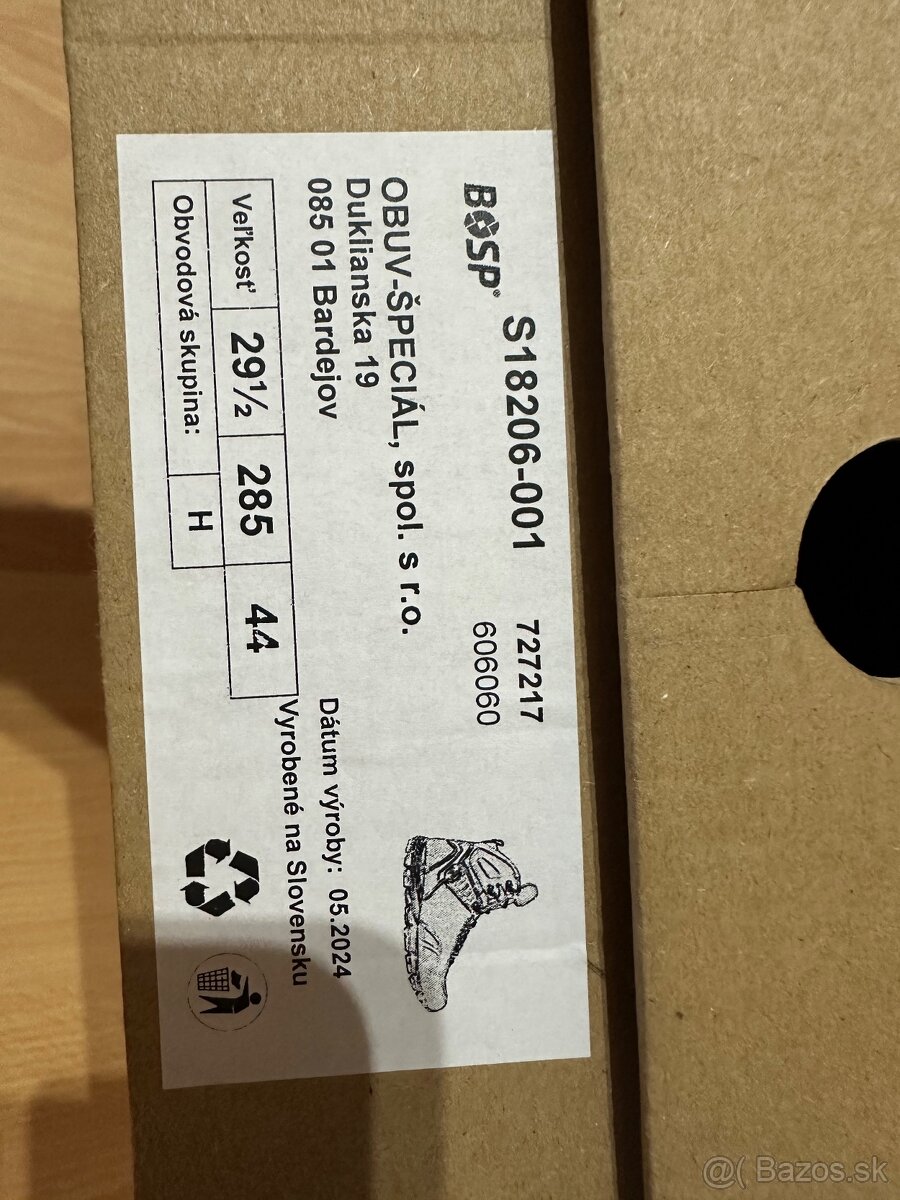 BOSP®
S18206-001
727217
606060
OBUV-ŠPECIÁL, spol. s r.o.
Duklianska 19
085 01 Bardejov
Dátum výroby: 05.2024
Vyrobené na Slovensku
Veľkosť 29½ 285 44
Obvodová skupina: H
@( Bazos.sk